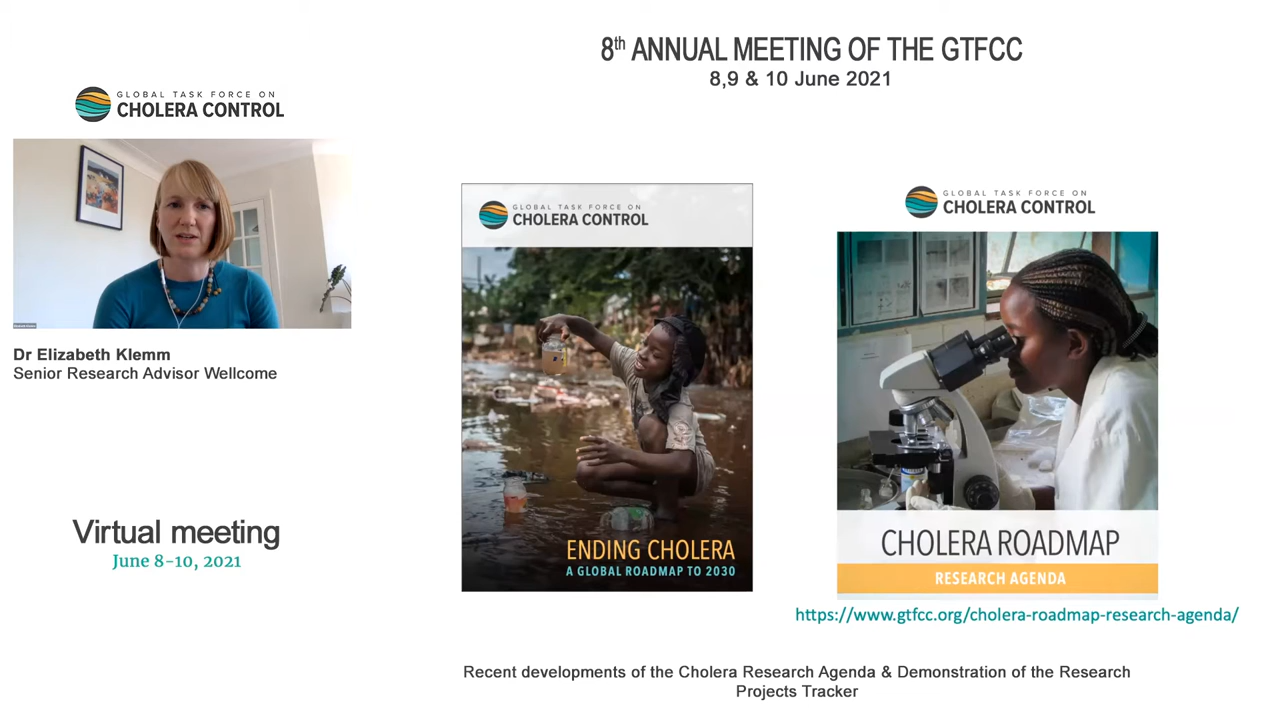 8th ANNUAL MEETING OF THE GTFCC
8,9 & 10 June 2021
GLOBAL TASK FORCE ON
CHOLERA CONTROL
Dr Elizabeth Klemm
Senior Research Advisor Wellcome
Virtual meeting
June 8-10, 2021
GLOBAL TASK FORCE ON
CHOLERA CONTROL
ENDING CHOLERA
A GLOBAL ROADMAP TO 2030
GLOBAL TASK FORCE ON
CHOLERA CONTROL
CHOLERA ROADMAP
RESEARCH AGENDA
https://www.gtfcc.org/cholera-roadmap-research-agenda/
Recent developments of the Cholera Research Agenda & Demonstration of the Research
Projects Tracker